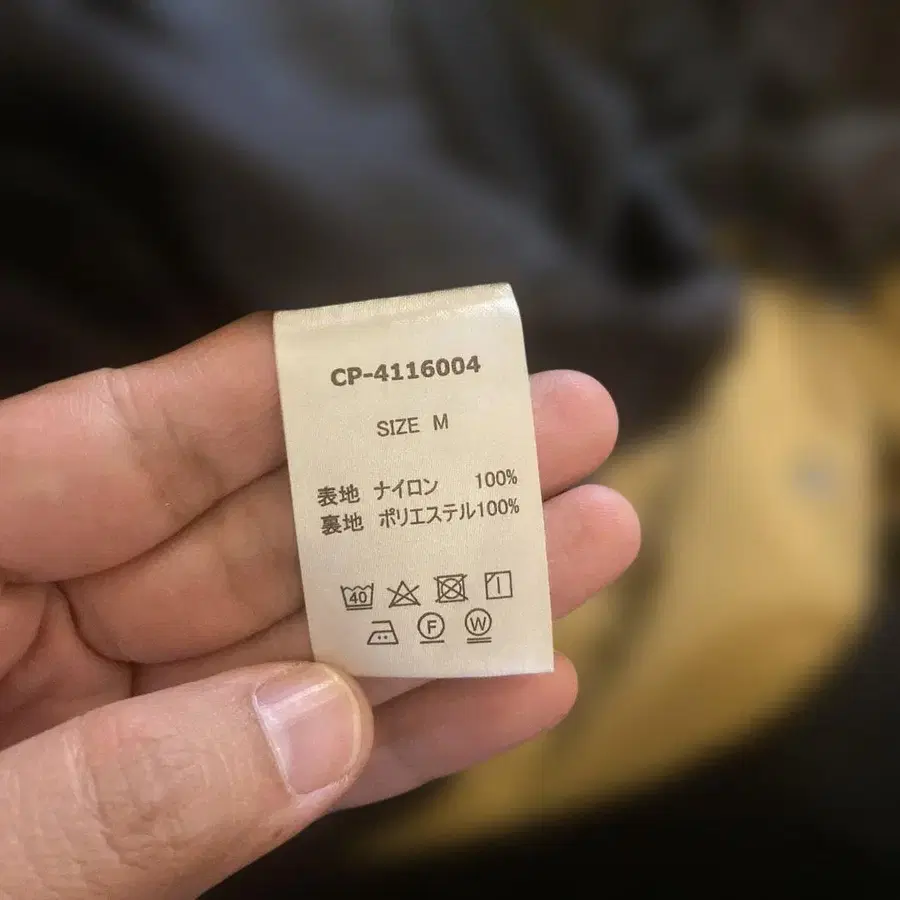 CP-4116004
SIZE M
表地 ナイロン 100%
裏地 ポリエステル100%
40
F W